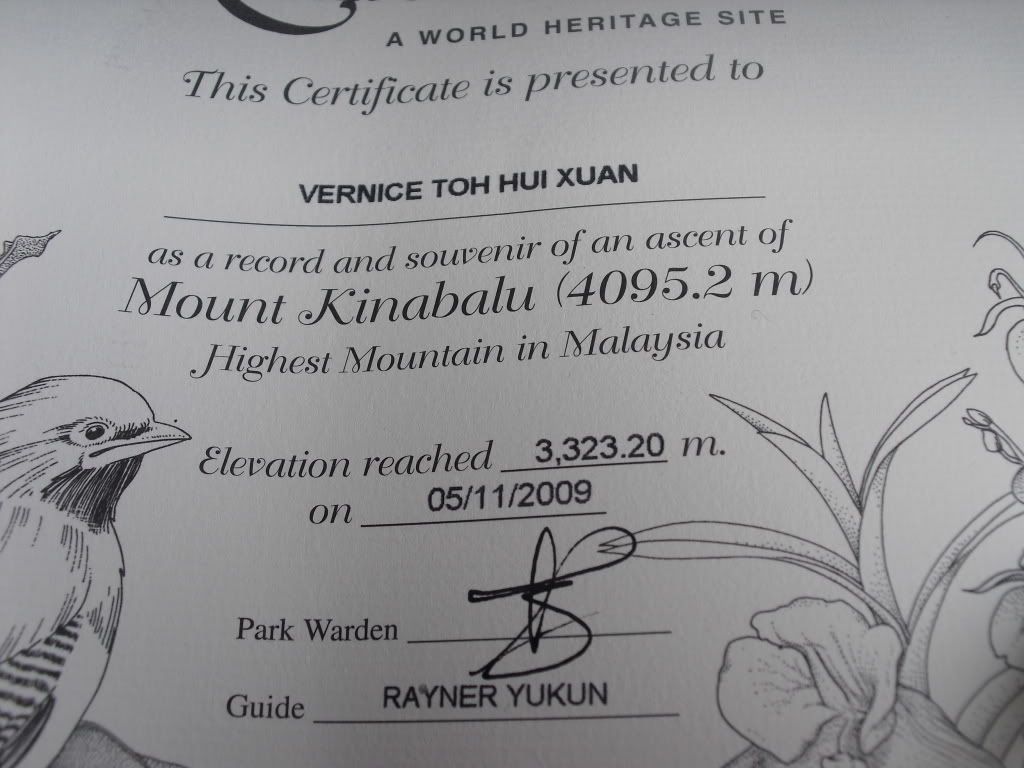 A WORLD HERITAGE SITE
This Certificate is presented to
VERNICE TOH HUI XUAN
as a record and souvenir of an ascent of
Mount Kinabalu (4095.2 m)
Highest Mountain in Malaysia
Elevation reached 3,323.20 m.
on 05/11/2009
Park Warden
Guide RAYNER YUKUN